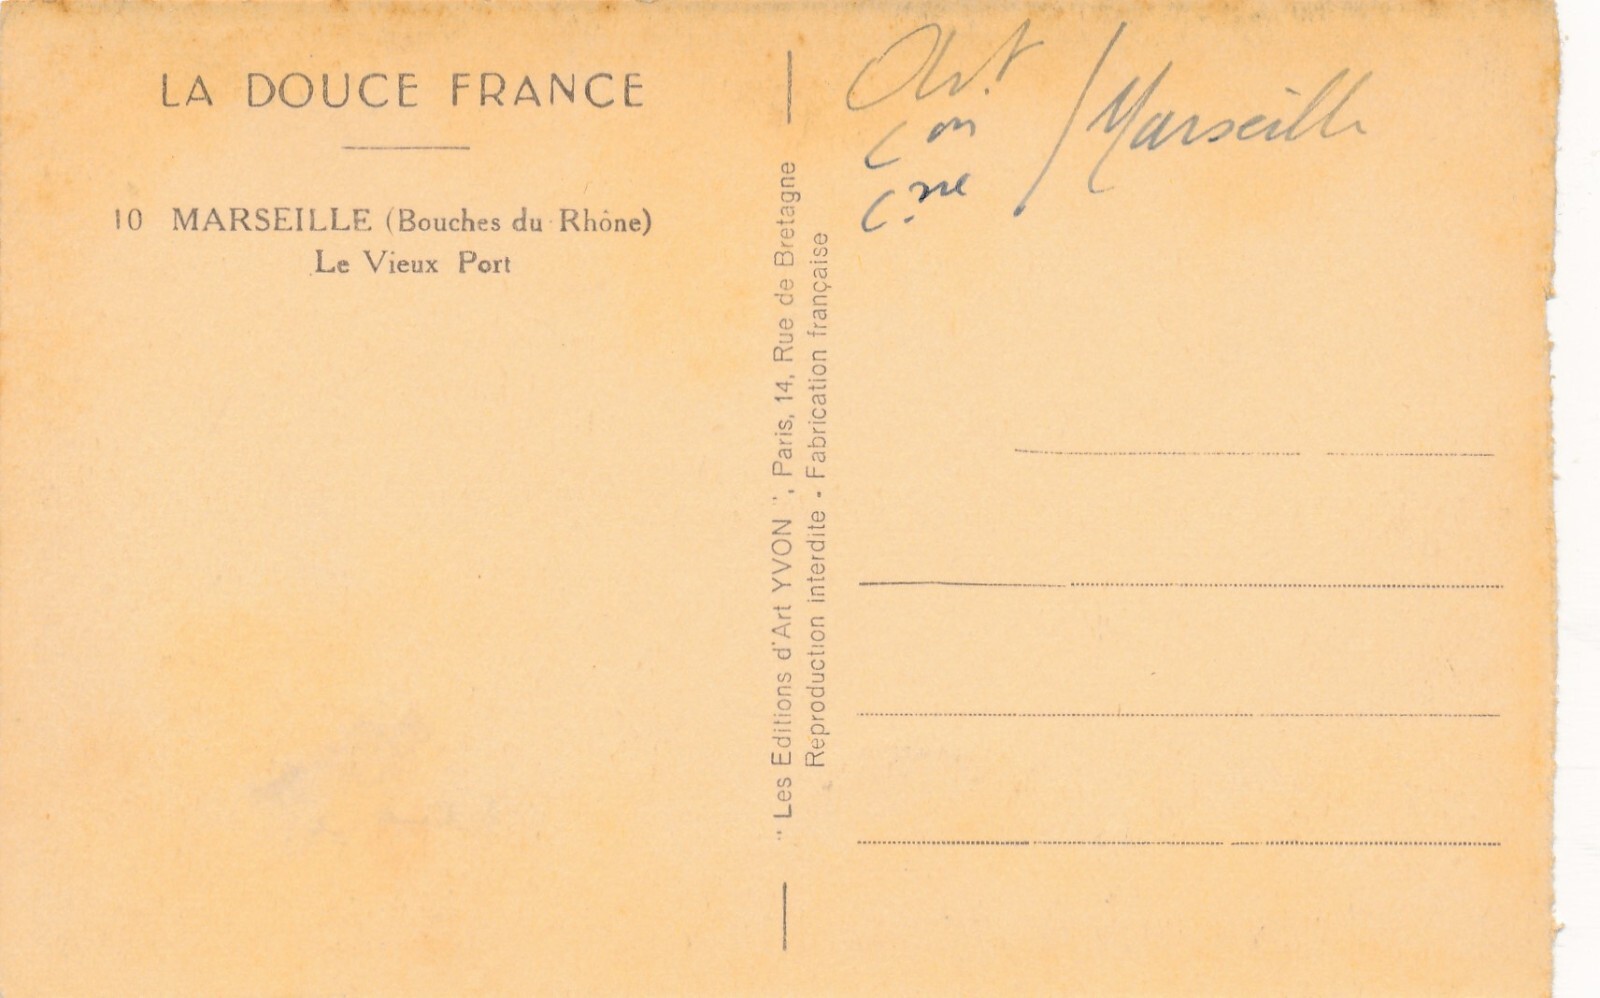 LA DOUCE FRANCE
10 MARSEILLE (Bouches du Rhône)
Le Vieux Port
" Les Editions d'Art YVON ", Paris, 14, Rue de Bretagne
Reproduction interdite - Fabrication française
Marseille